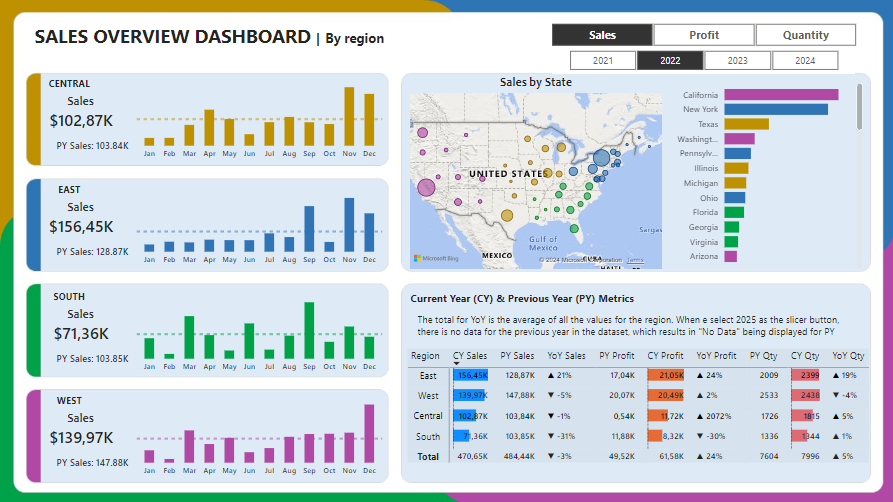 SALES OVERVIEW DASHBOARD | By region
Sales Profit Quantity
2021 2022 2023 2024
CENTRAL
Sales
$102,87K
PY Sales: 103.84K
Jan Feb Mar Apr May Jun Jul Aug Sep Oct Nov Dec
EAST
Sales
$156,45K
PY Sales: 128.87K
Jan Feb Mar Apr May Jun Jul Aug Sep Oct Nov Dec
SOUTH
Sales
$71,36K
PY Sales: 103.85K
Jan Feb Mar Apr May Jun Jul Aug Sep Oct Nov Dec
WEST
Sales
$139,97K
PY Sales: 147.88K
Jan Feb Mar Apr May Jun Jul Aug Sep Oct Nov Dec
Sales by State
UNITED STATES
Gulf of
Mexico
MEXICO
CUBA
HAITI
Sargas
Microsoft Bing
© 2024 Microsoft Corporation Terms
California
New York
Texas
Washingt...
Pennsylv...
Illinois
Michigan
Ohio
Florida
Georgia
Virginia
Arizona
Current Year (CY) & Previous Year (PY) Metrics
The total for YoY is the average of all the values for the region. When e select 2025 as the slicer button,
there is no data for the previous year in the dataset, which results in "No Data" being displayed for PY
Region CY Sales PY Sales YoY Sales PY Profit CY Profit YoY Profit PY Qty CY Qty YoY Qty
East 156,45K 128,87K ▲ 21% 17,04K 21,05K ▲ 24% 2009 2399 ▲ 19%
West 139,97K 147,88K ▼ -5% 20,07K 20,49K ▲ 2% 2533 2438 ▼ -4%
Central 102,87K 103,84K ▼ -1% 0,54K 11,72K ▲ 2072% 1726 1815 ▲ 5%
South 71,36K 103,85K ▼ -31% 11,88K 8,32K ▼ -30% 1336 1344 ▲ 1%
Total 470,65K 484,44K ▼ -3% 49,52K 61,58K ▲ 24% 7604 7996 ▲ 5%